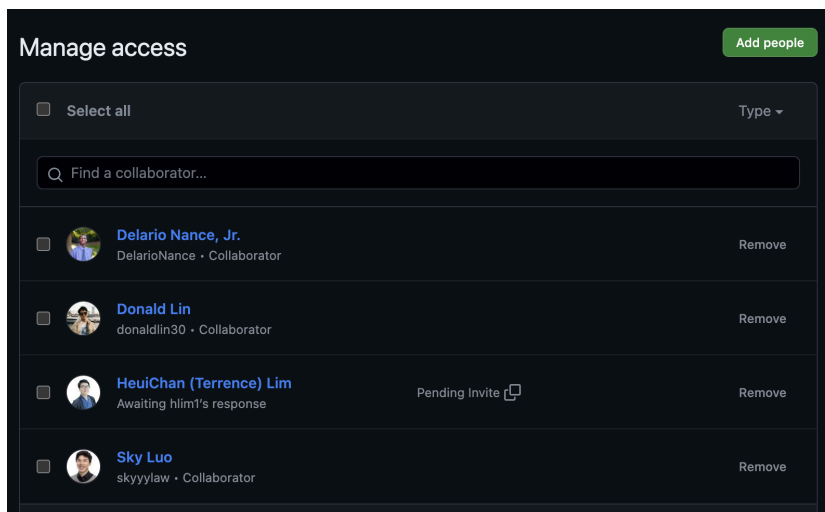 Manage access
Add people
Select all
Type
Find a collaborator...
Delario Nance, Jr.
DelarioNance • Collaborator
Remove
Donald Lin
donaldlin30 • Collaborator
Remove
HeuiChan (Terrence) Lim
Awaiting hlim1's response
Pending Invite
Remove
Sky Luo
skyyylaw • Collaborator
Remove